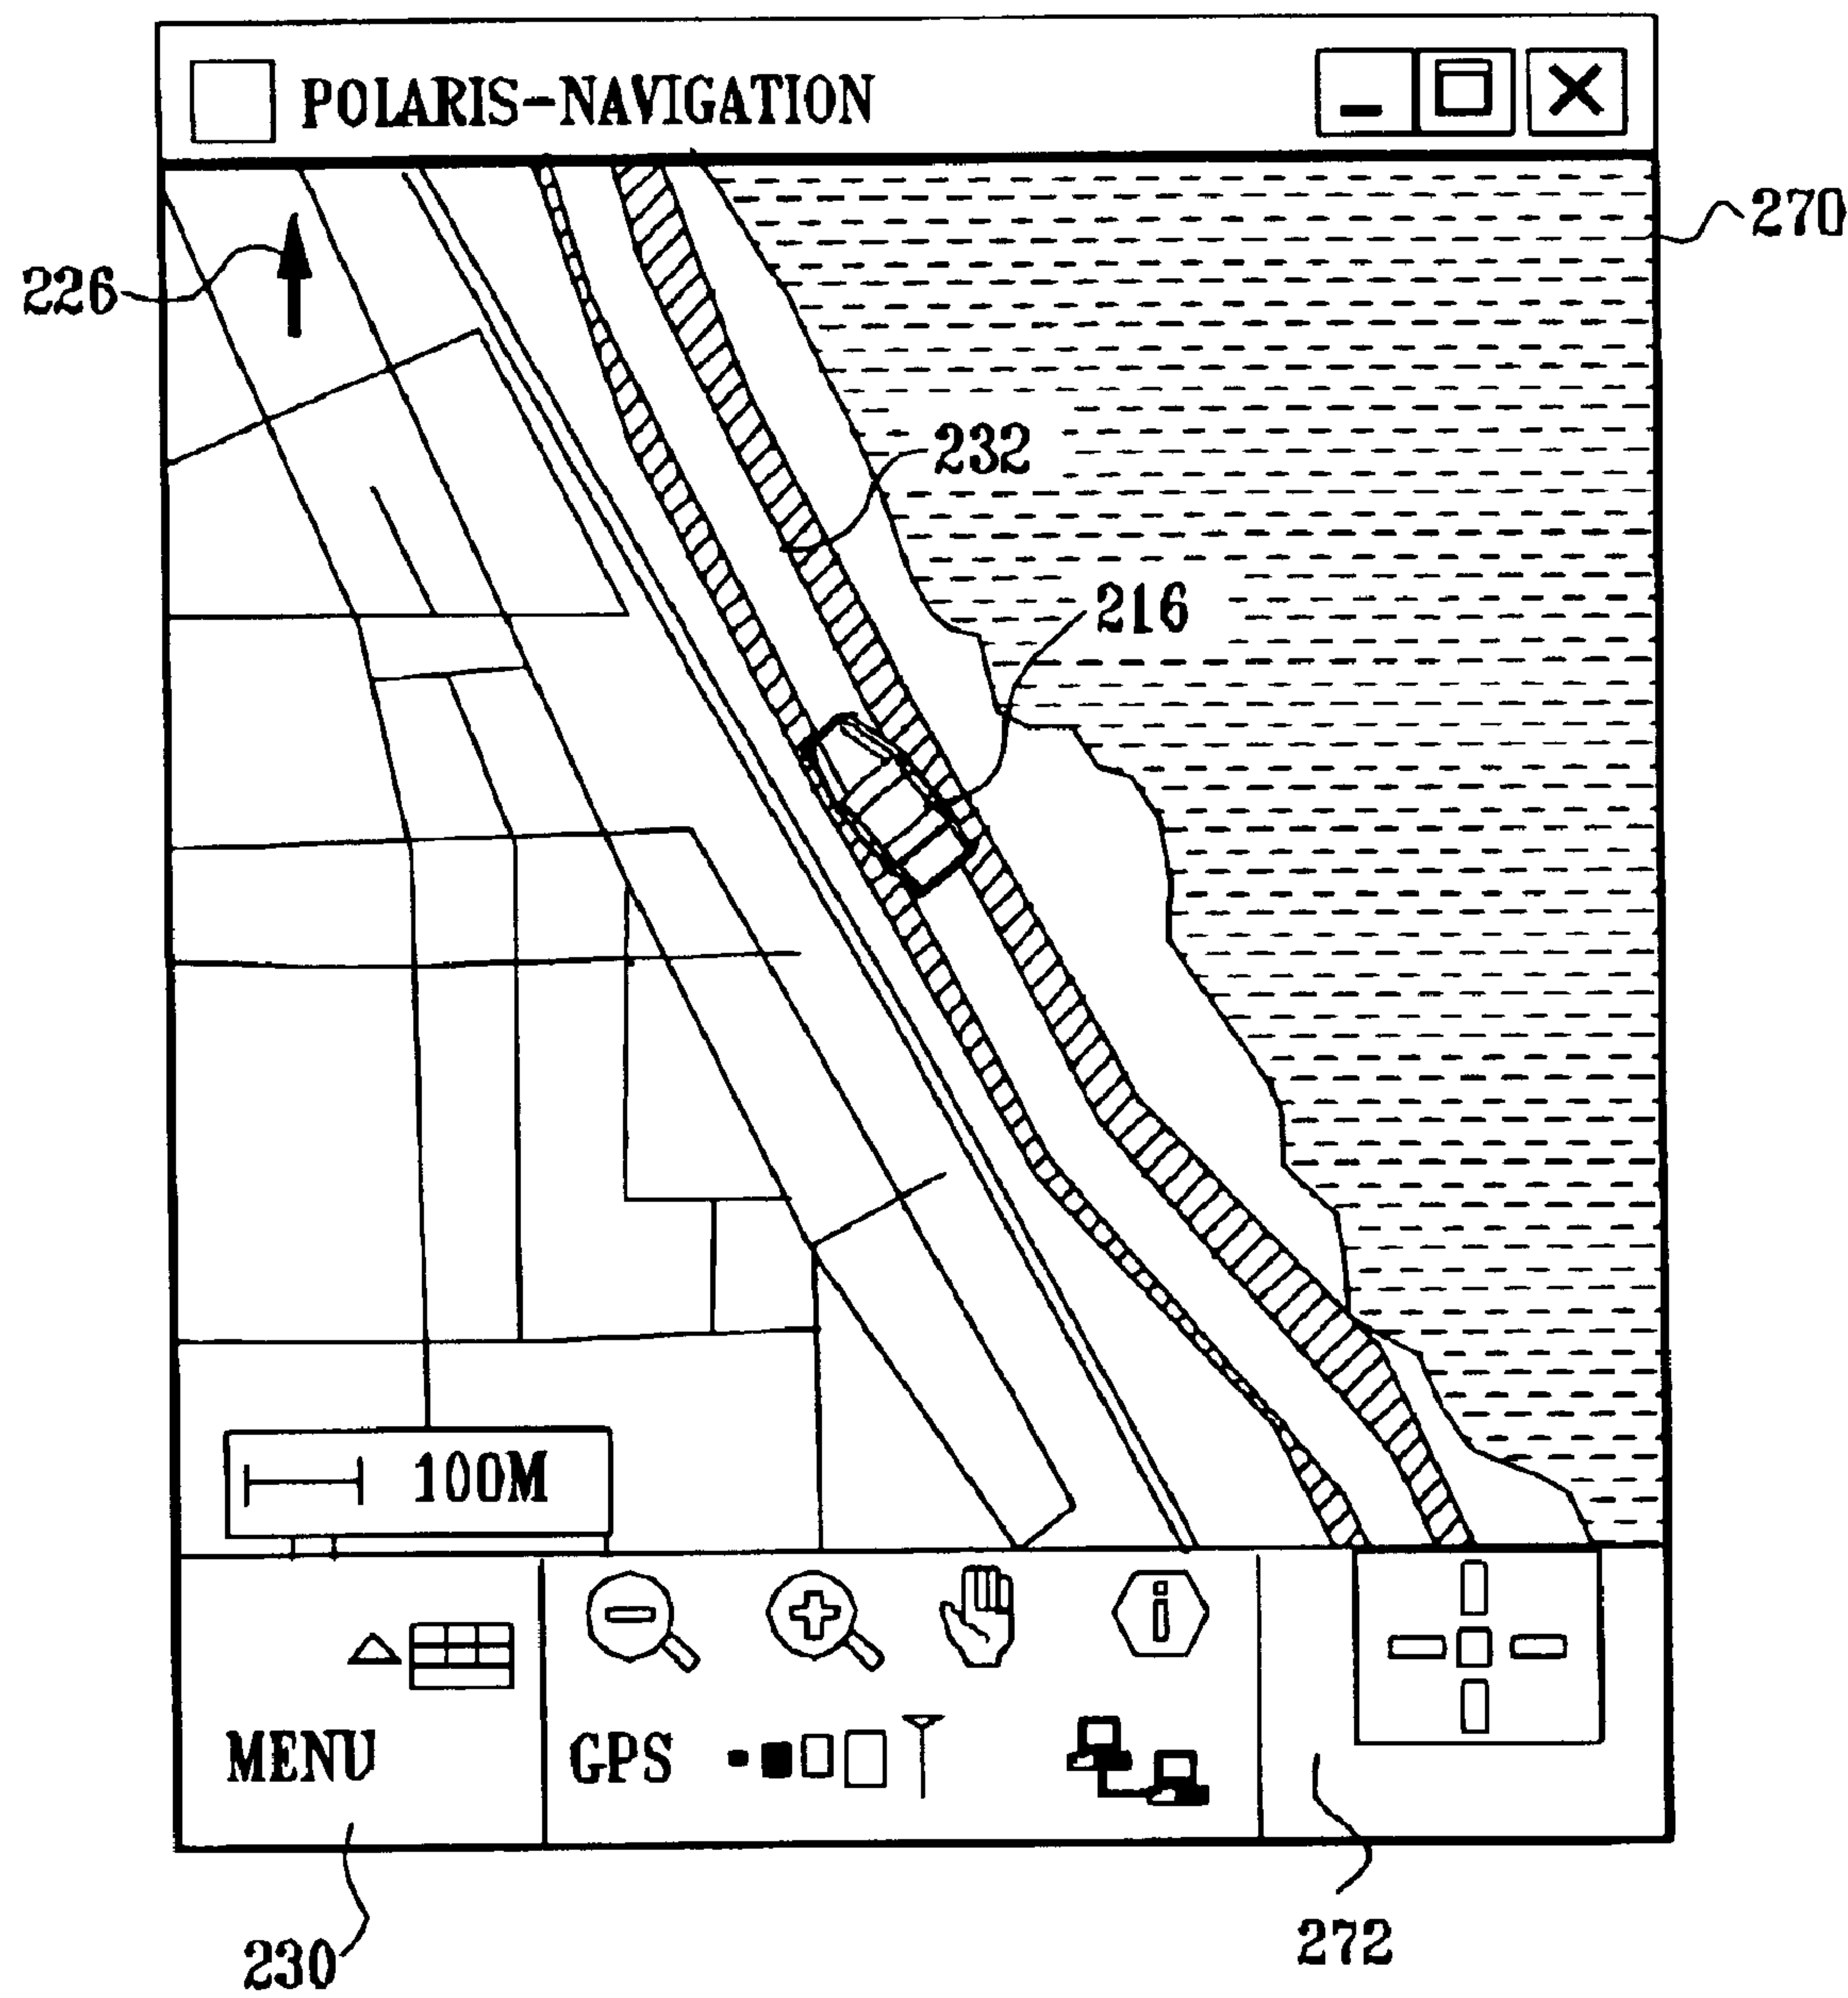 POLARIS-NAVIGATION
270
226
232
216
100M
i
MENU
GPS
230
272